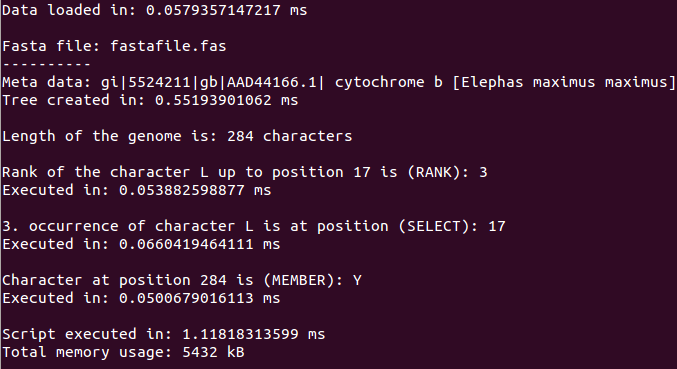 Data loaded in: 0.0579357147217 ms
Fasta file: fastafile.fas
----------
Meta data: gi|5524211|gb|AAD44166.1| cytochrome b [Elephas maximus maximus]
Tree created in: 0.55193901062 ms
Length of the genome is: 284 characters
Rank of the character L up to position 17 is (RANK): 3
Executed in: 0.053882598877 ms
3. occurrence of character L is at position (SELECT): 17
Executed in: 0.0660419464111 ms
Character at position 284 is (MEMBER): Y
Executed in: 0.0500679016113 ms
Script executed in: 1.11818313599 ms
Total memory usage: 5432 kB